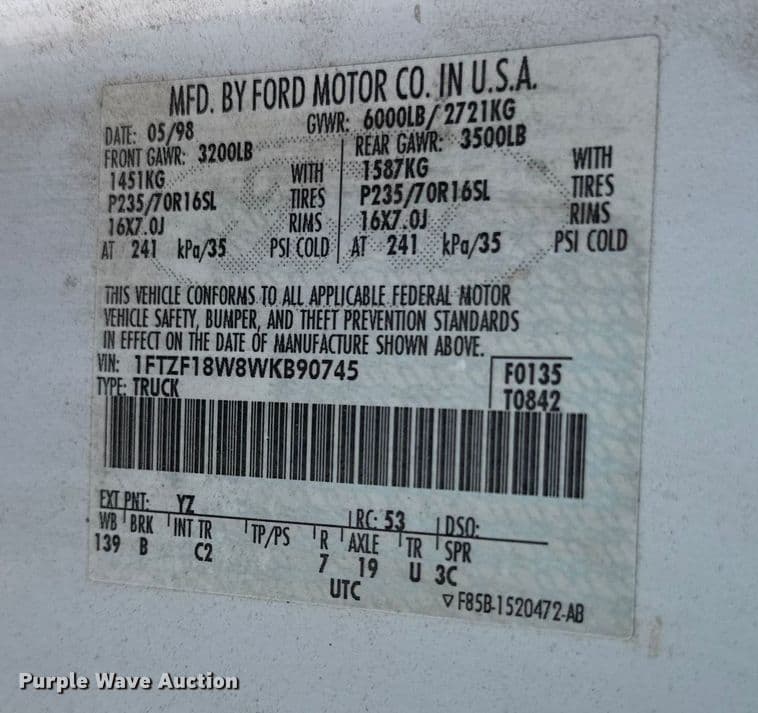 MFD. BY FORD MOTOR CO. IN U.S.A.
DATE: 05/98 GVWR: 6000LB/2721KG
FRONT GAWR: 3200LB REAR GAWR: 3500LB
1451KG WITH 1587KG WITH
P235/70R16SL TIRES P235/70R16SL TIRES
16X7.0J RIMS 16X7.0J RIMS
AT 241 kPa/35 PSI COLD AT 241 kPa/35 PSI COLD
THIS VEHICLE CONFORMS TO ALL APPLICABLE FEDERAL MOTOR
VEHICLE SAFETY, BUMPER, AND THEFT PREVENTION STANDARDS
IN EFFECT ON THE DATE OF MANUFACTURE SHOWN ABOVE.
VIN: 1FTZF18W8WKB90745 F0135
TYPE: TRUCK T0842
EXT PNT: YZ RC: 53 DSO:
WB BRK INT TR TP/PS R AXLE TR SPR
139 B C2 7 19 U 3C
UTC ▽F85B-1520472-AB
Purple Wave Auction